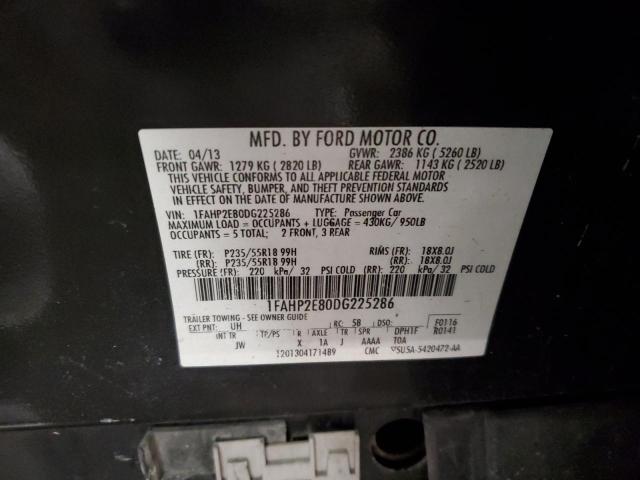 MFD. BY FORD MOTOR CO.
DATE: 04/13 GVWR: 2386 KG ( 5260 LB)
FRONT GAWR: 1279 KG ( 2820 LB) REAR GAWR: 1143 KG ( 2520 LB)
THIS VEHICLE CONFORMS TO ALL APPLICABLE FEDERAL MOTOR
VEHICLE SAFETY, BUMPER, AND THEFT PREVENTION STANDARDS
IN EFFECT ON THE DATE OF MANUFACTURE SHOWN ABOVE.
VIN: 1FAHP2E80DG225286 TYPE: Passenger Car
MAXIMUM LOAD = OCCUPANTS + LUGGAGE = 430KG/ 950LB
OCCUPANTS = 5 TOTAL: 2 FRONT, 3 REAR
TIRE (FR): P235/55R18 99H RIMS (FR): 18X8.0J
(RR): P235/55R18 99H (RR): 18X8.0J
PRESSURE (FR): 220 kPa/ 32 PSI COLD (RR): 220 kPa/ 32 PSI COLD
1FAHP2E80DG225286
TRAILER TOWING - SEE OWNER GUIDE
EXT PNT: UH RC: 5B DSO: F0116
INT TR TP/PS R AXLE TR SPR DPH1F R0141
JW X 1A J AAAA T0A
1201304171489 CMC 5U5A-5420472-AA